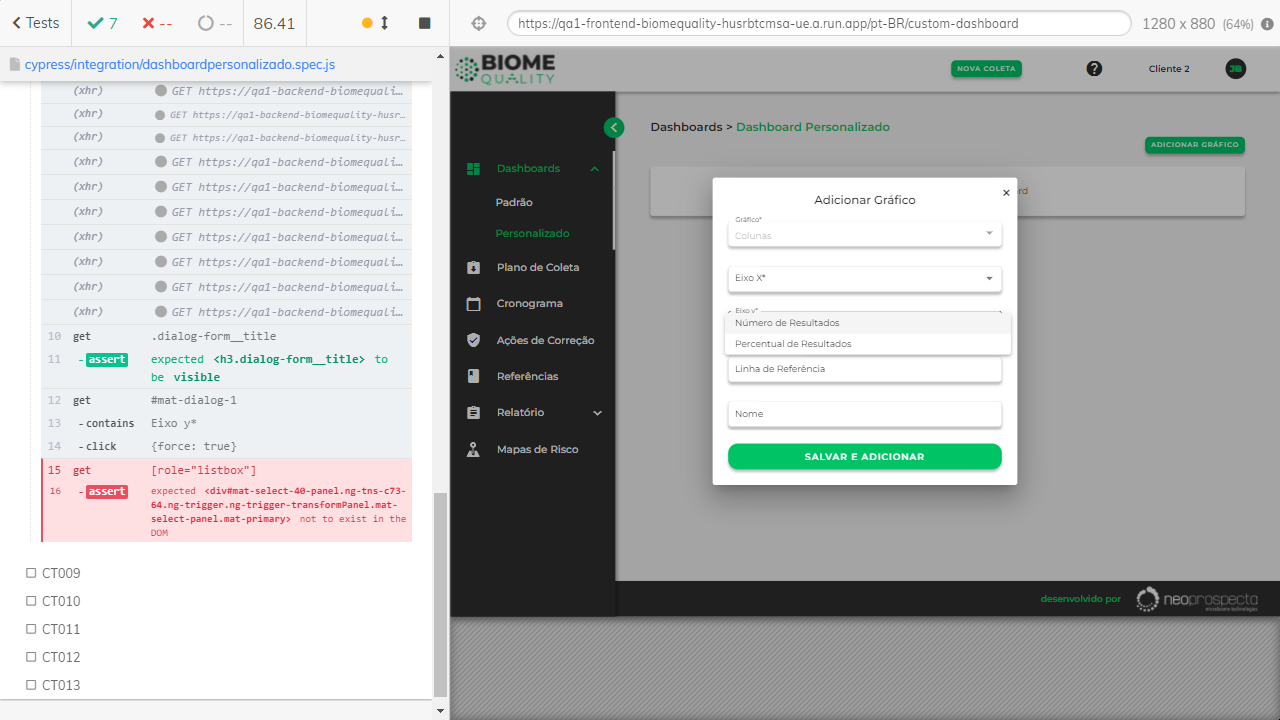 Tests
7
--
--
86.41
https://qa1-frontend-biomequality-husrbtcmsa-ue.a.run.app/pt-BR/custom-dashboard
1280 x 880 (64%)
cypress/integration/dashboardpersonalizado.spec.js
(xhr) GET https://qa1-backend-biomequali...
(xhr) GET https://qa1-backend-biomequality-husr...
(xhr) GET https://qa1-backend-biomequality-husr...
(xhr) GET https://qa1-backend-biomequali...
(xhr) GET https://qa1-backend-biomequali...
(xhr) GET https://qa1-backend-biomequali...
(xhr) GET https://qa1-backend-biomequali...
(xhr) GET https://qa1-backend-biomequali...
(xhr) GET https://qa1-backend-biomequali...
(xhr) GET https://qa1-backend-biomequali...
10 get .dialog-form__title
11 -assert expected <h3.dialog-form__title> to
be visible
12 get #mat-dialog-1
13 -contains Eixo y*
14 -click {force: true}
15 get [role="listbox"]
16 -assert expected <div#mat-select-40-panel.ng-tns-c73-
64.ng-trigger.ng-trigger-transformPanel.mat-
select-panel.mat-primary> not to exist in the
DOM
CT009
CT010
CT011
CT012
CT013
BIOME
QUALITY
NOVA COLETA
?
Cliente 2
JB
Dashboards
Padrão
Personalizado
Plano de Coleta
Cronograma
Ações de Correção
Referências
Relatório
Mapas de Risco
Dashboards > Dashboard Personalizado
ADICIONAR GRÁFICO
Adicionar Gráfico
×
Gráfico*
Colunas
Eixo X*
Eixo y*
Número de Resultados
Percentual de Resultados
Linha de Referência
Nome
SALVAR E ADICIONAR
desenvolvido por
neoprospecta